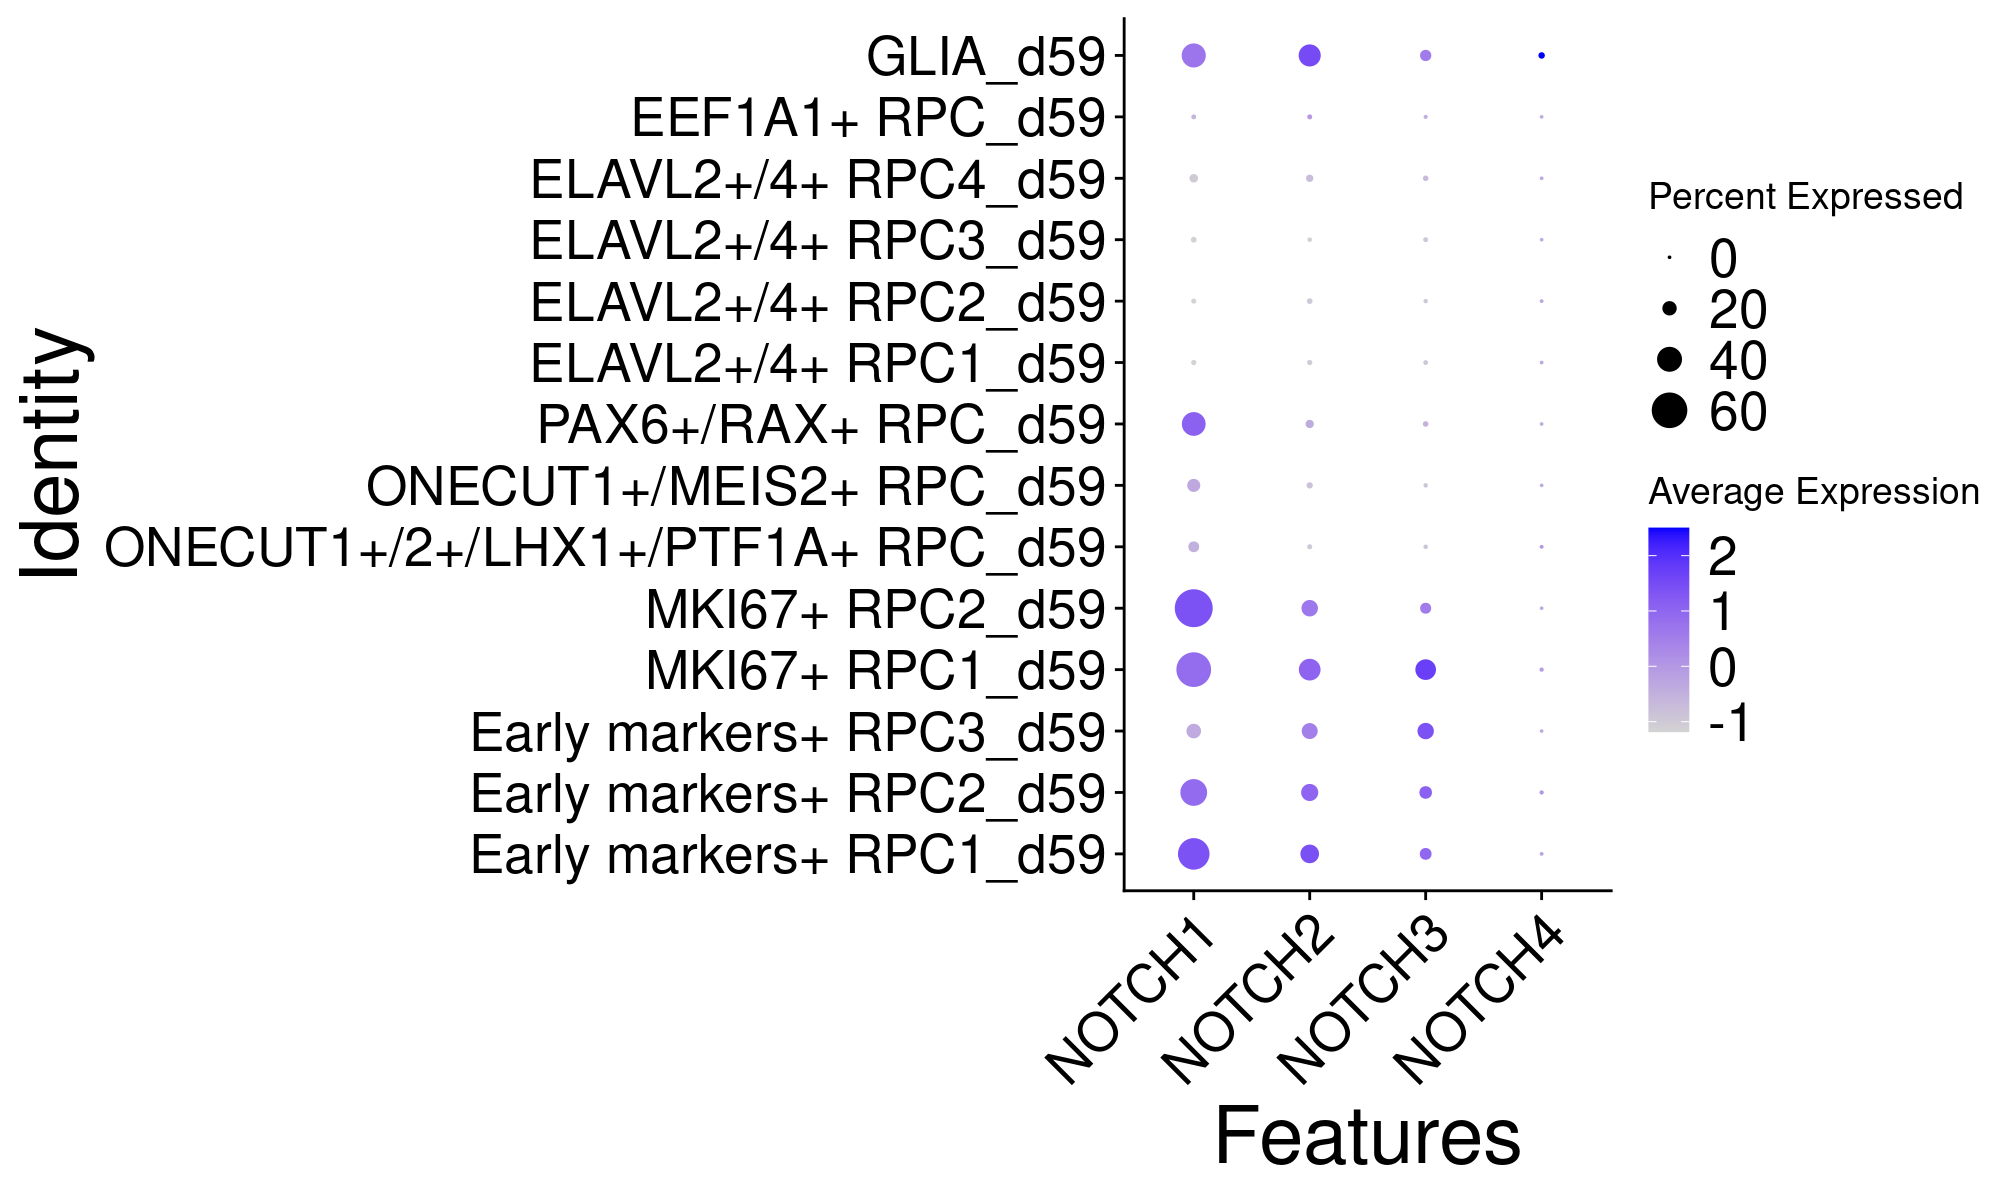 GLIA_d59
EEF1A1+ RPC_d59
ELAVL2+/4+ RPC4_d59
ELAVL2+/4+ RPC3_d59
ELAVL2+/4+ RPC2_d59
ELAVL2+/4+ RPC1_d59
PAX6+/RAX+ RPC_d59
ONECUT1+/MEIS2+ RPC_d59
ONECUT1+/2+/LHX1+/PTF1A+ RPC_d59
MKI67+ RPC2_d59
MKI67+ RPC1_d59
Early markers+ RPC3_d59
Early markers+ RPC2_d59
Early markers+ RPC1_d59
Identity
NOTCH1
NOTCH2
NOTCH3
NOTCH4
Features
Percent Expressed
0
20
40
60
Average Expression
2
1
0
-1